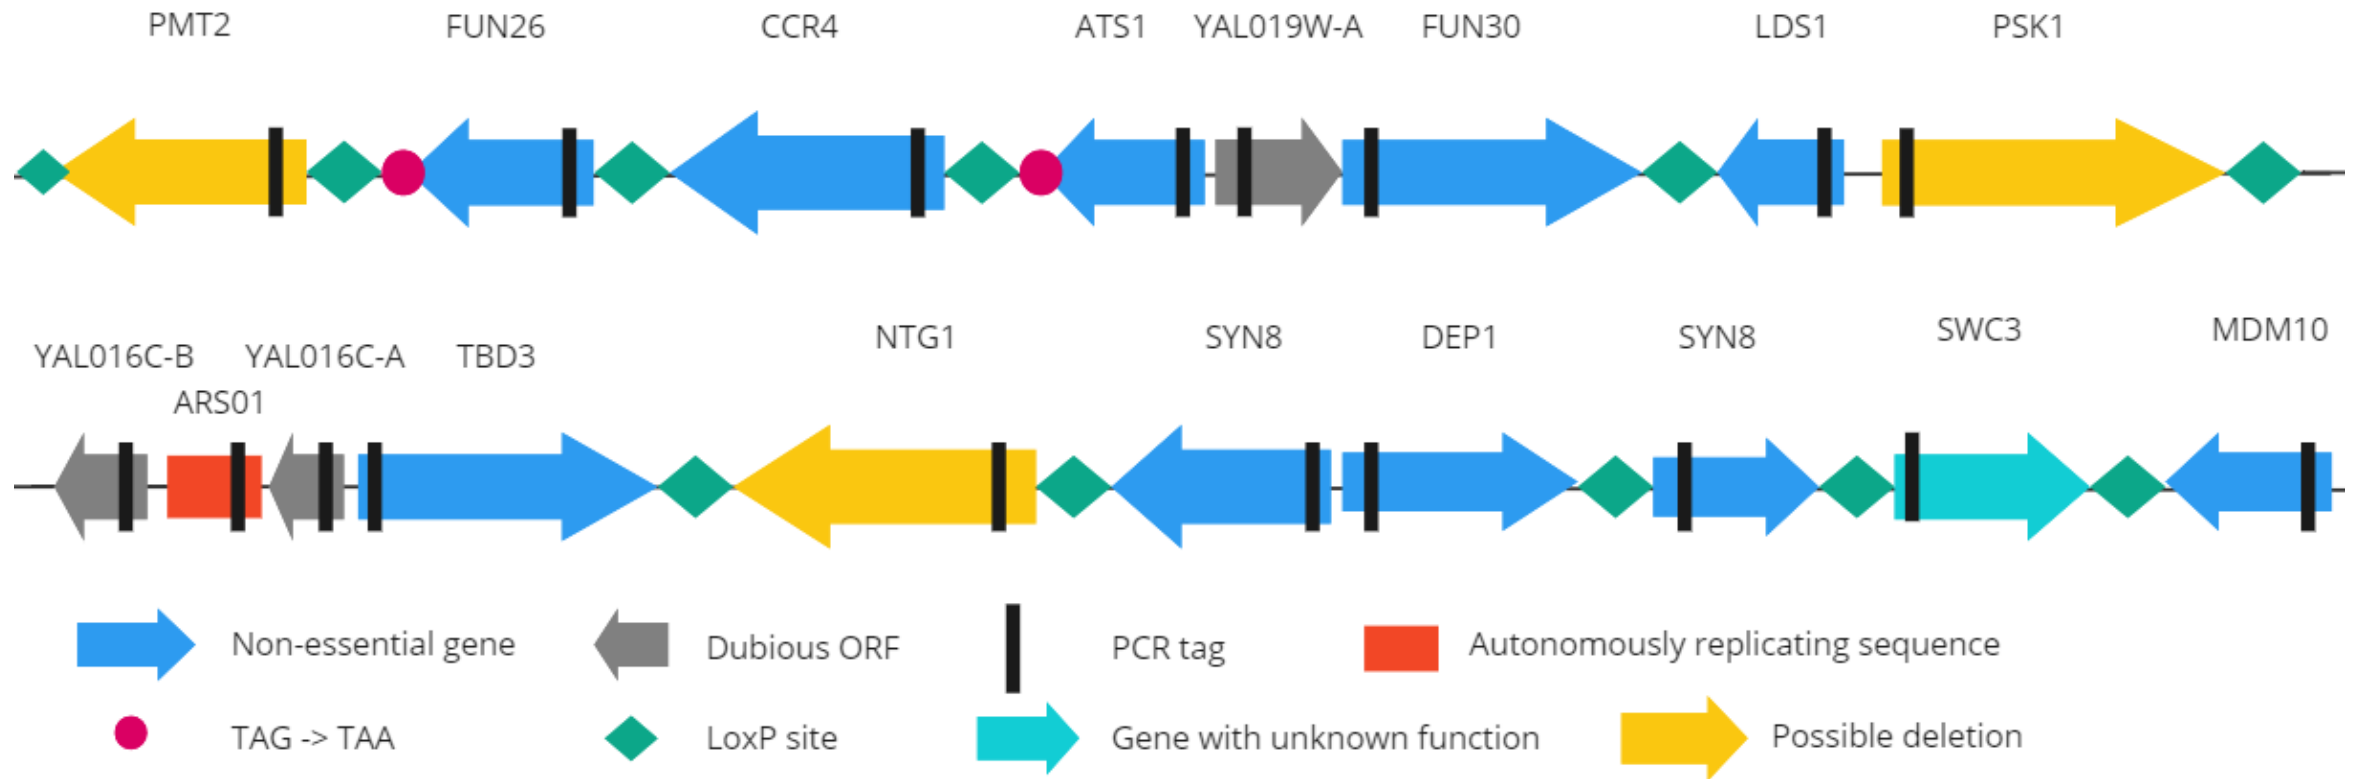 PMT2 FUN26 CCR4 ATS1 YAL019W-A FUN30 LDS1 PSK1
YAL016C-B YAL016C-A TBD3 NTG1 SYN8 DEP1 SYN8 SWC3 MDM10
ARS01
Non-essential gene Dubious ORF PCR tag Autonomously replicating sequence
TAG -> TAA LoxP site Gene with unknown function Possible deletion